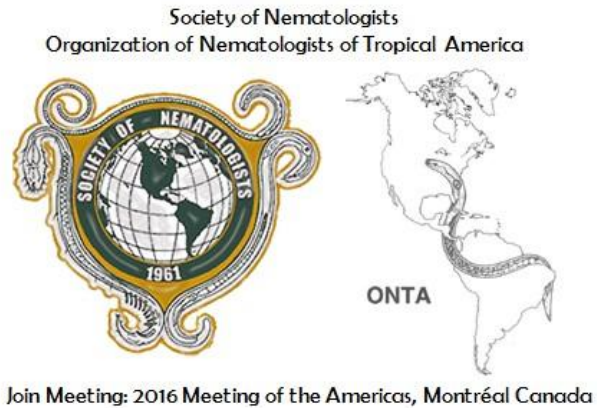 Society of Nematologists
Organization of Nematologists of Tropical America
SOCIETY OF NEMATOLOGISTS
1961
ONTA
Join Meeting: 2016 Meeting of the Americas, Montréal Canada